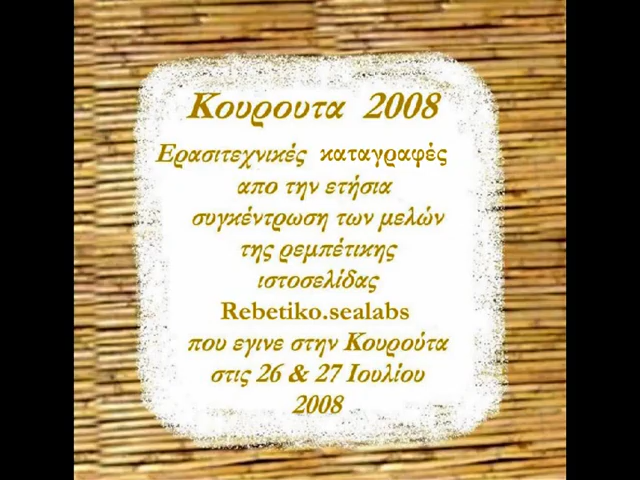 Κουρουτα 2008
Ερασιτεχνικές καταγραφές
απο την ετήσια
συγκέντρωση των μελών
της ρεμπέτικης
ιστοσελίδας
Rebetiko.sealabs
που εγινε στην Κουρούτα
στις 26 & 27 Ιουλίου
2008